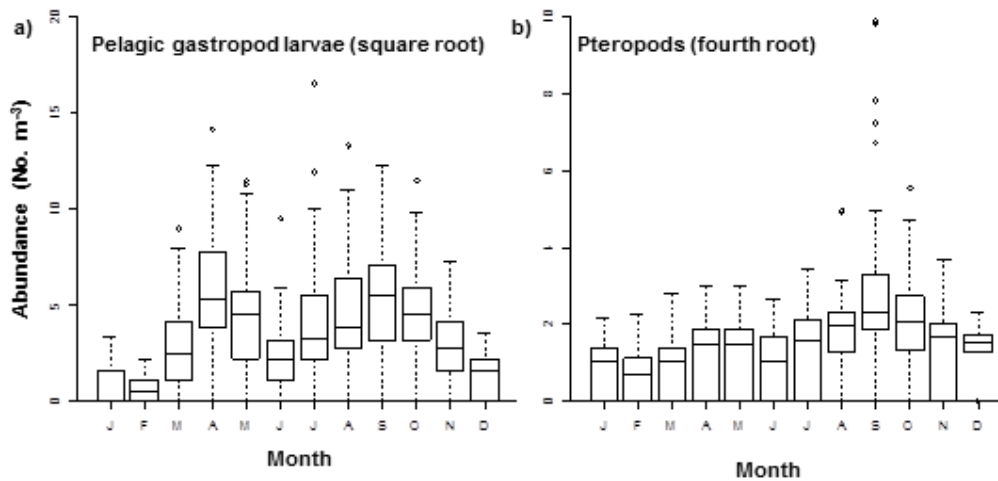 a)
Pelagic gastropod larvae (square root)
Abundance (No. m-3)
20
15
10
5
0
J F M A M J J A S O N D
Month
b)
Pteropods (fourth root)
10
8
6
4
2
0
J F M A M J J A S O N D
Month